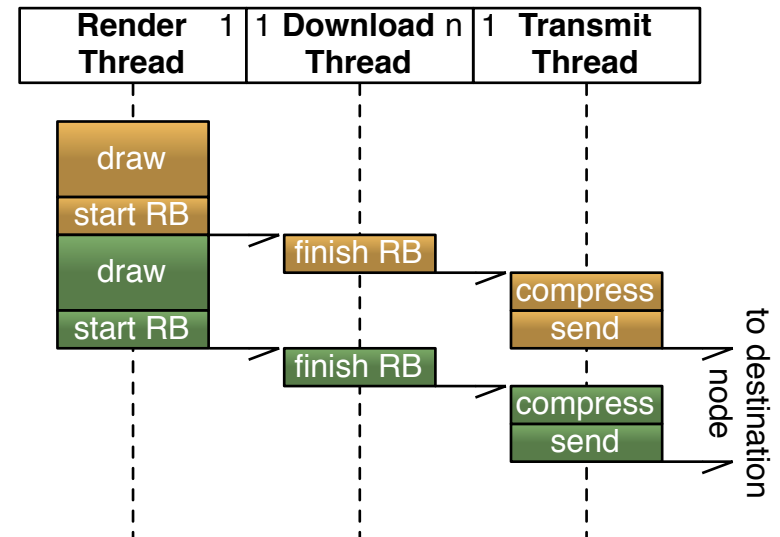 Render 1
Thread
1 Download n
Thread
1 Transmit
Thread
draw
start RB
finish RB
draw
compress
start RB
send
finish RB
compress
send
to destination
node